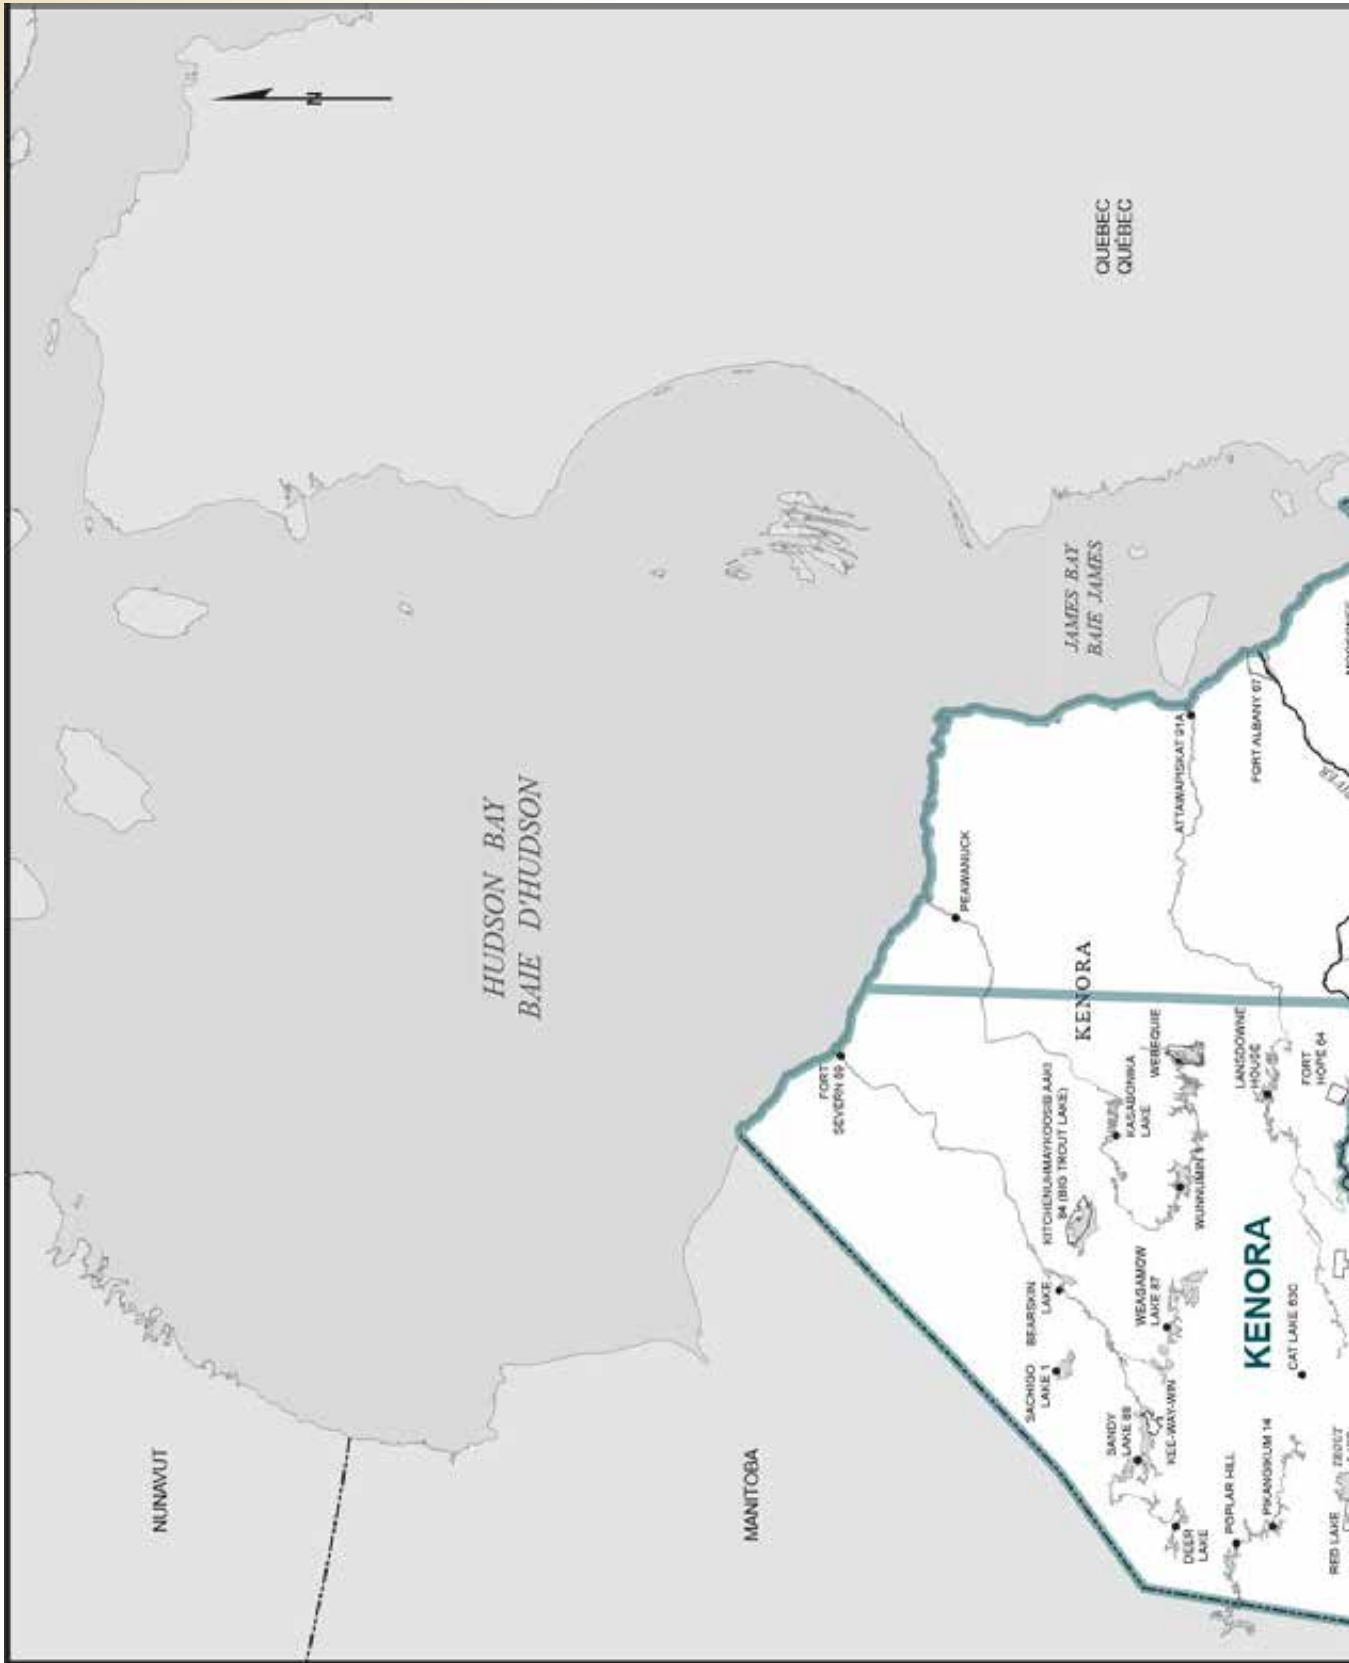 NUNAVUT
N
HUDSON BAY
BAIE D'HUDSON
MANITOBA
FORT
SEVERN 89
PEAWANUCK
SACHIGO
LAKE 1
BEARSKIN
LAKE
KITCHENUHMAYKOOSIB AAKI
84 (BIG TROUT LAKE)
KENORA
JAMES BAY
BAIE JAMES
QUEBEC
QUÉBEC
SANDY
LAKE 88
KEE-WAY-WIN
WEAGAMOW
LAKE 87
KASABONIKA
LAKE
WEBEQUIE
WUNNUMIN 1
ATTAWAPISKAT 91A
DEER
LAKE
POPLAR HILL
PIKANGIKUM 14
KENORA
CAT LAKE 63C
LANSDOWNE
HOUSE
FORT
HOPE 64
FORT ALBANY 67
RIVER
RED LAKE
TROUT